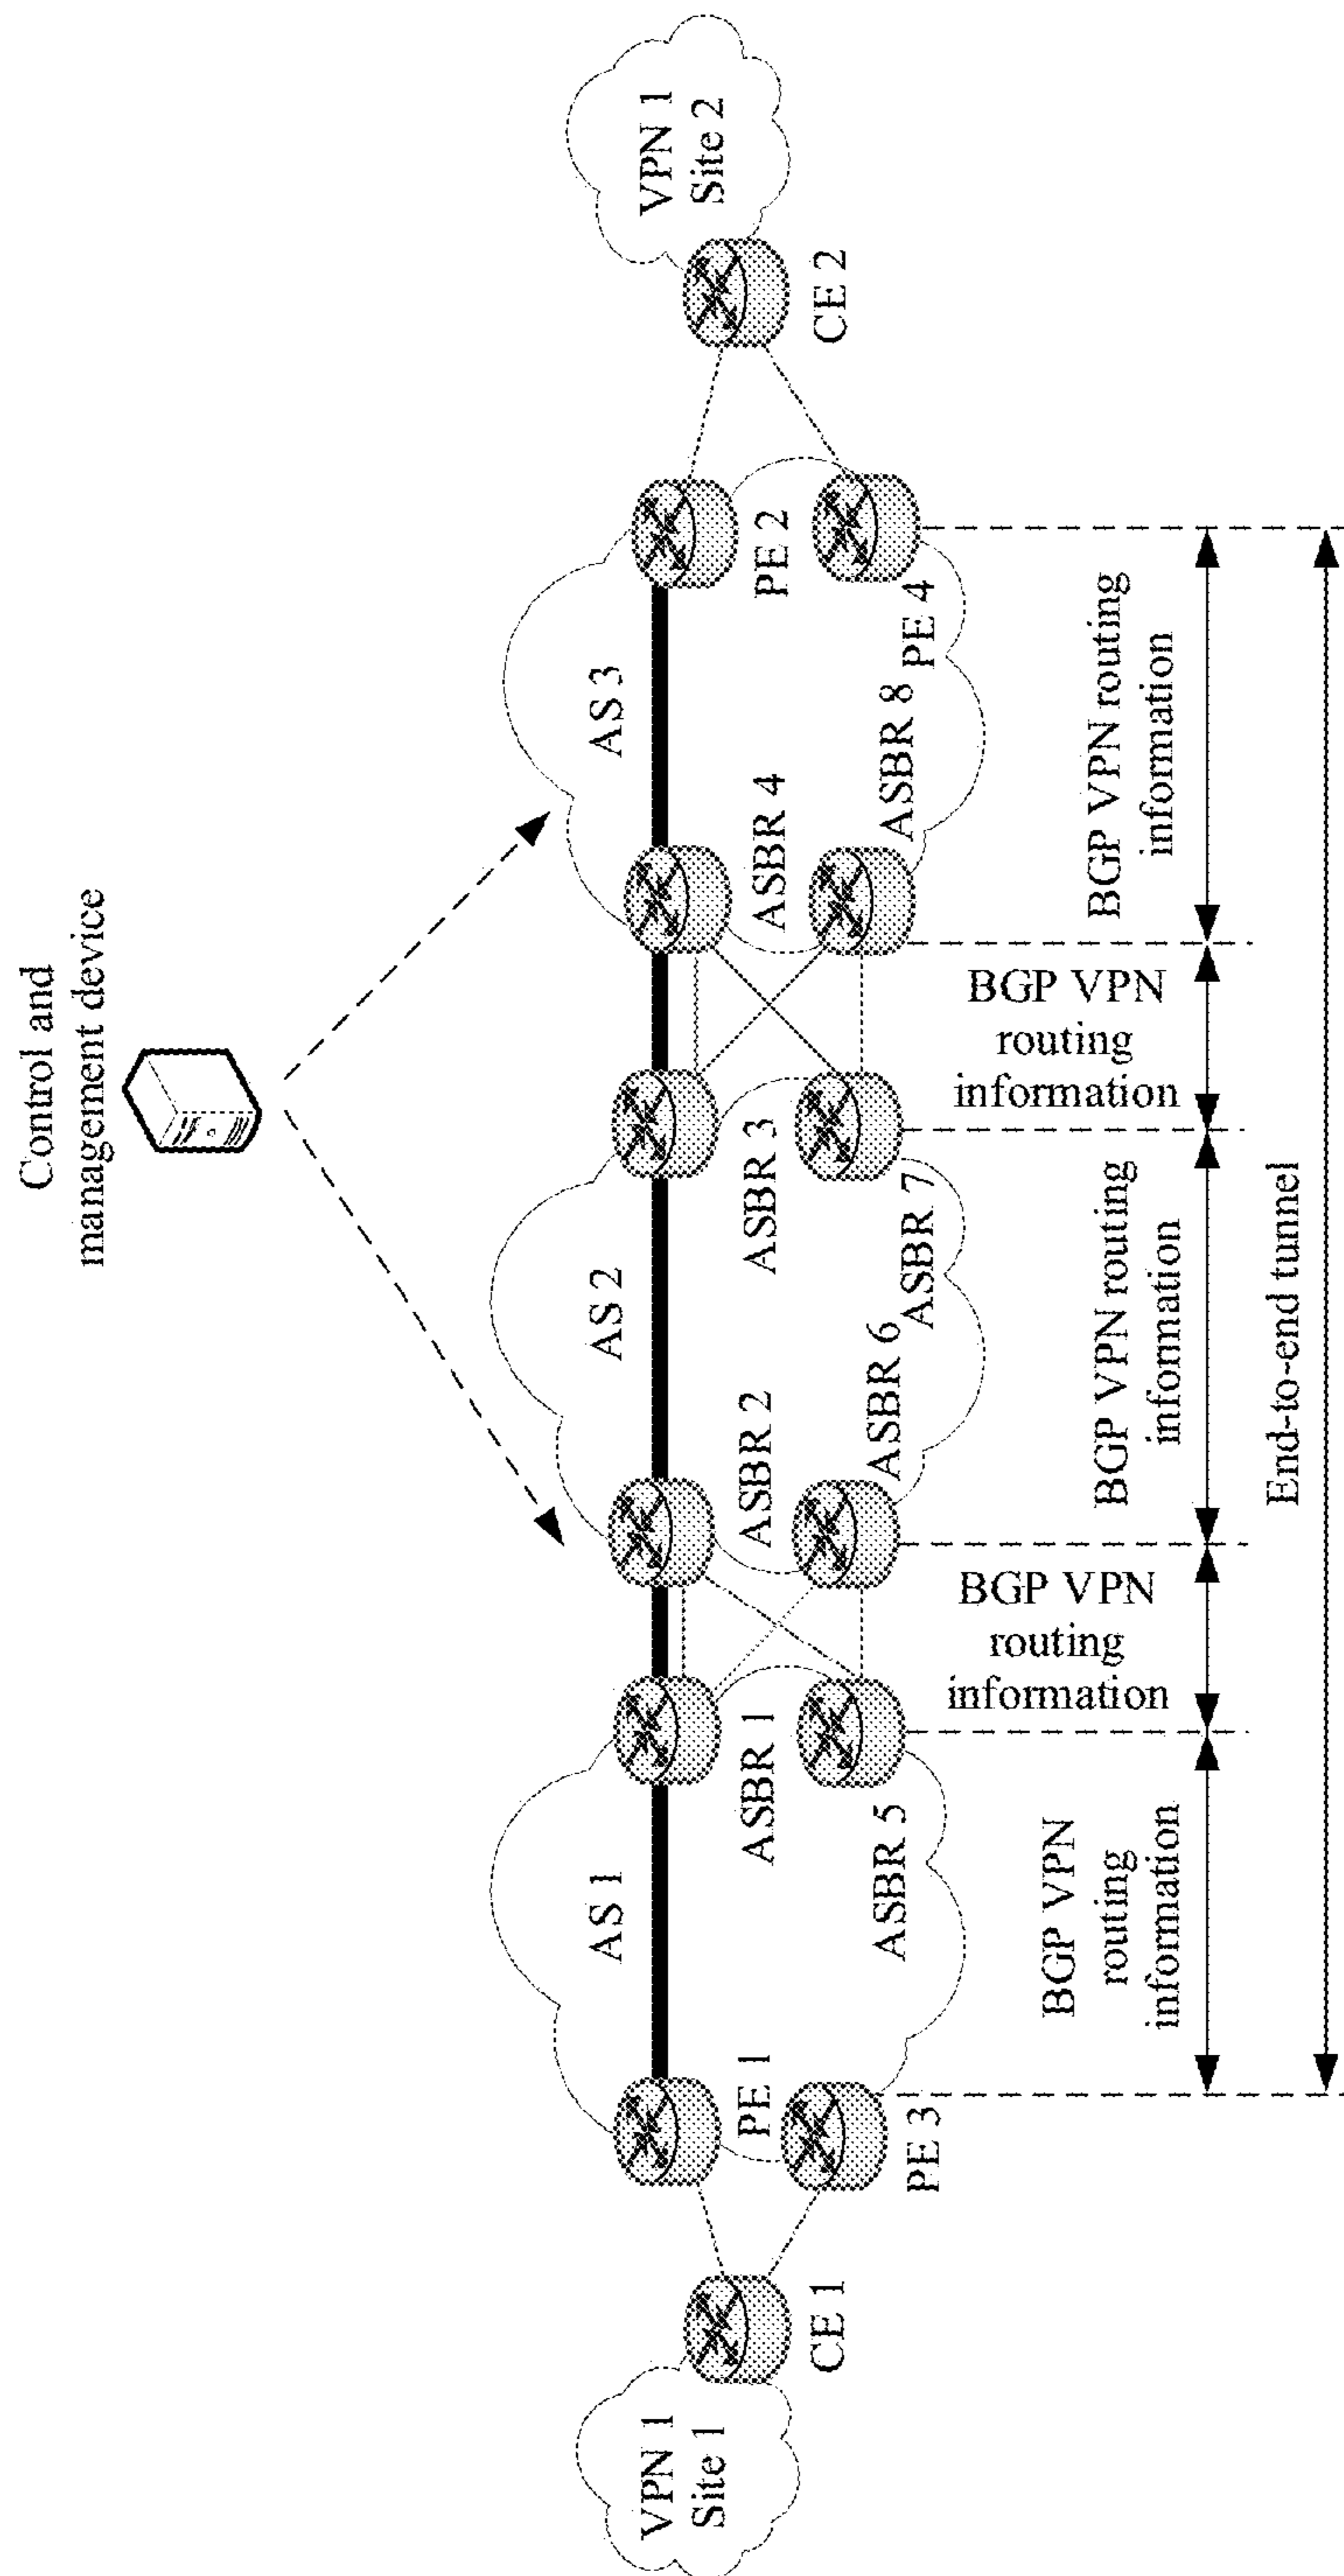 Control and
management device
AS 1
AS 2
AS 3
VPN 1
Site 1
CE 1
PE 1
PE 3
ASBR 1
ASBR 5
ASBR 2
ASBR 6
ASBR 3
ASBR 7
ASBR 4
ASBR 8
PE 2
PE 4
CE 2
VPN 1
Site 2
BGP VPN
routing
information
BGP VPN
routing
information
BGP VPN routing
information
BGP VPN
routing
information
BGP VPN routing
information
End-to-end tunnel